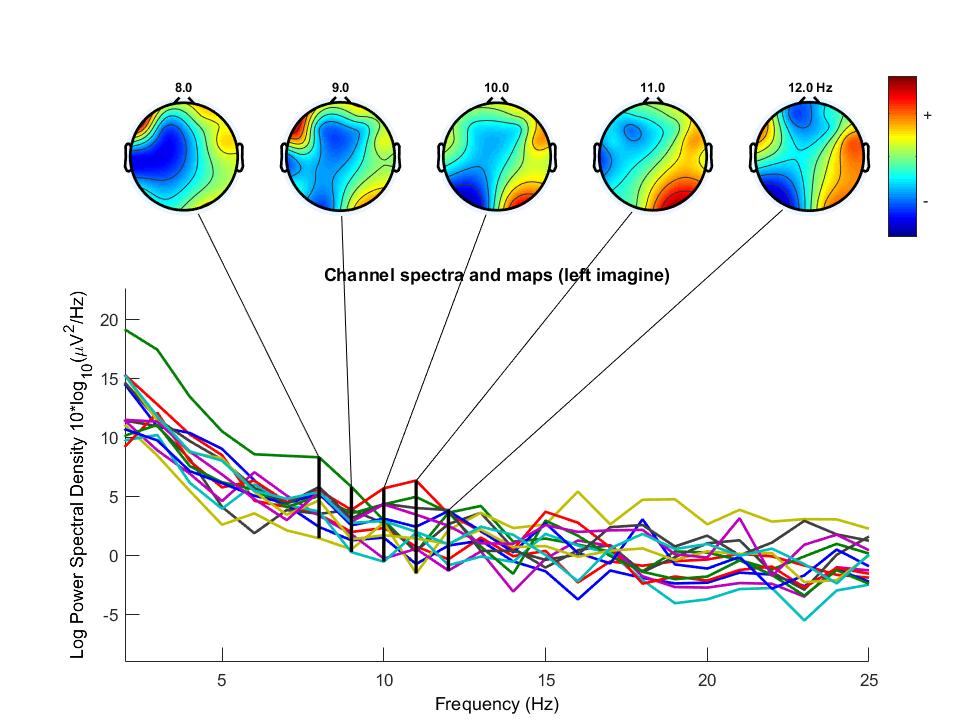 8.0 9.0 10.0 11.0 12.0 Hz
+
-
Channel spectra and maps (left imagine)
Log Power Spectral Density 10*log10(μV2/Hz)
20
15
10
5
0
-5
5 10 15 20 25
Frequency (Hz)